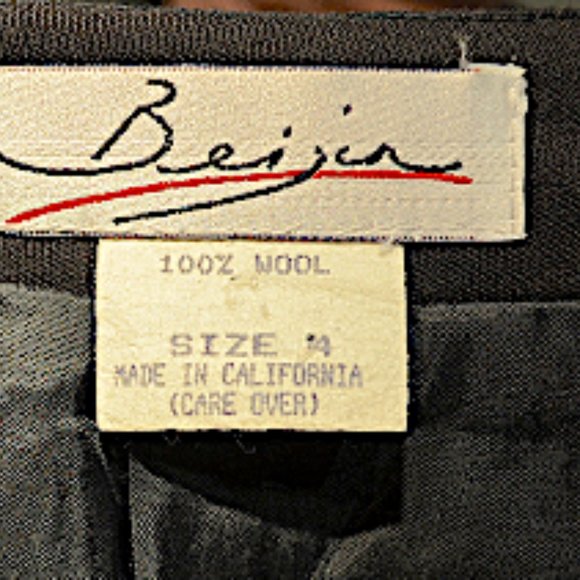 Beijin
100% WOOL
SIZE 4
MADE IN CALIFORNIA
(CARE OVER)